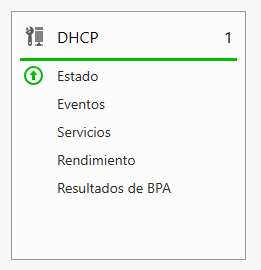 DHCP 1
Estado
Eventos
Servicios
Rendimiento
Resultados de BPA